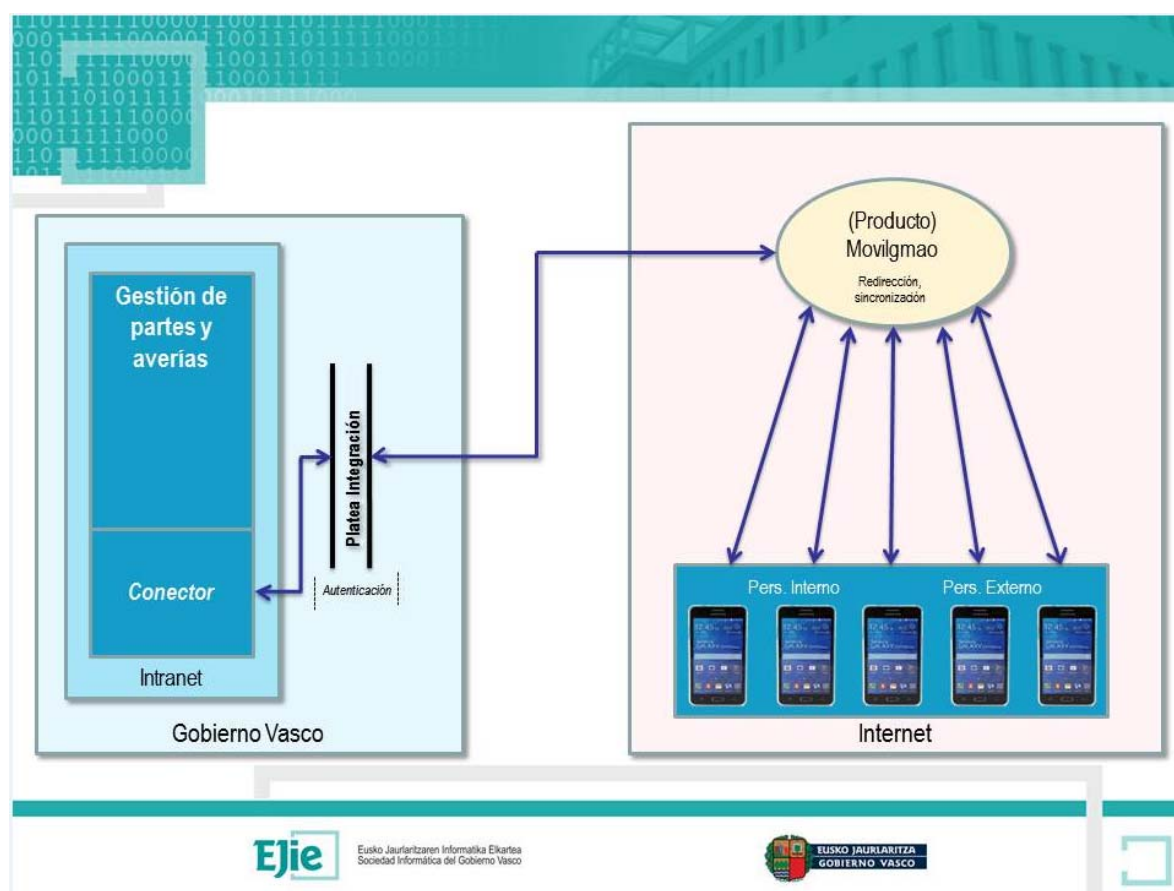 (Producto)
Movilgmao
Redirección,
sincronización
Gestión de
partes y
averías
Platea Integración
Conector
Autenticación
Intranet
Gobierno Vasco
Pers. Interno
Pers. Externo
Internet
EJie
Eusko Jaurlaritzaren Informatika Elkartea
Sociedad Informática del Gobierno Vasco
EUSKO JAURLARITZA
GOBIERNO VASCO